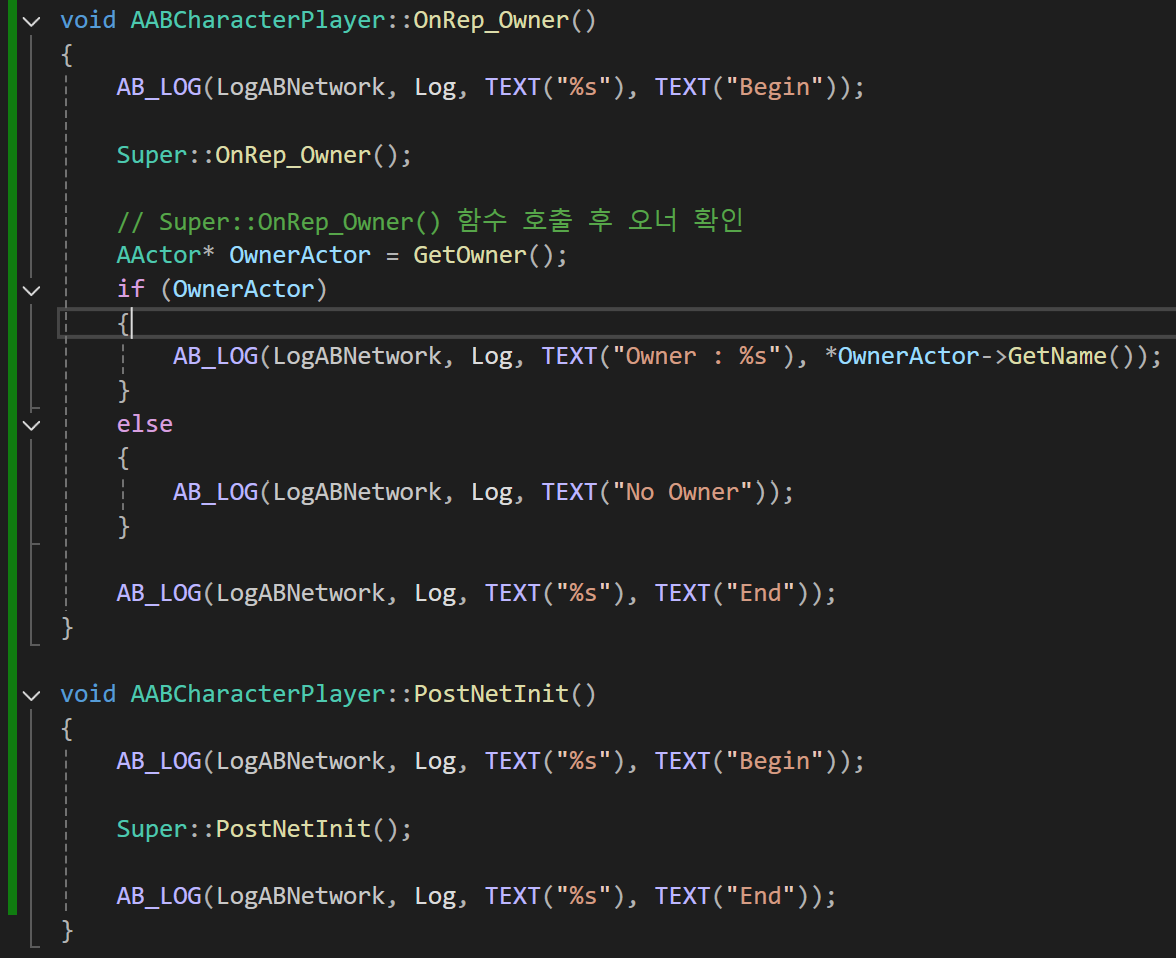 void AABCharacterPlayer::OnRep_Owner()
{
    AB_LOG(LogABNetwork, Log, TEXT("%s"), TEXT("Begin"));

    Super::OnRep_Owner();

    // Super::OnRep_Owner() 함수 호출 후 오너 확인
    AActor* OwnerActor = GetOwner();
    if (OwnerActor)
    {
        AB_LOG(LogABNetwork, Log, TEXT("Owner : %s"), *OwnerActor->GetName());
    }
    else
    {
        AB_LOG(LogABNetwork, Log, TEXT("No Owner"));
    }

    AB_LOG(LogABNetwork, Log, TEXT("%s"), TEXT("End"));
}

void AABCharacterPlayer::PostNetInit()
{
    AB_LOG(LogABNetwork, Log, TEXT("%s"), TEXT("Begin"));

    Super::PostNetInit();

    AB_LOG(LogABNetwork, Log, TEXT("%s"), TEXT("End"));
}